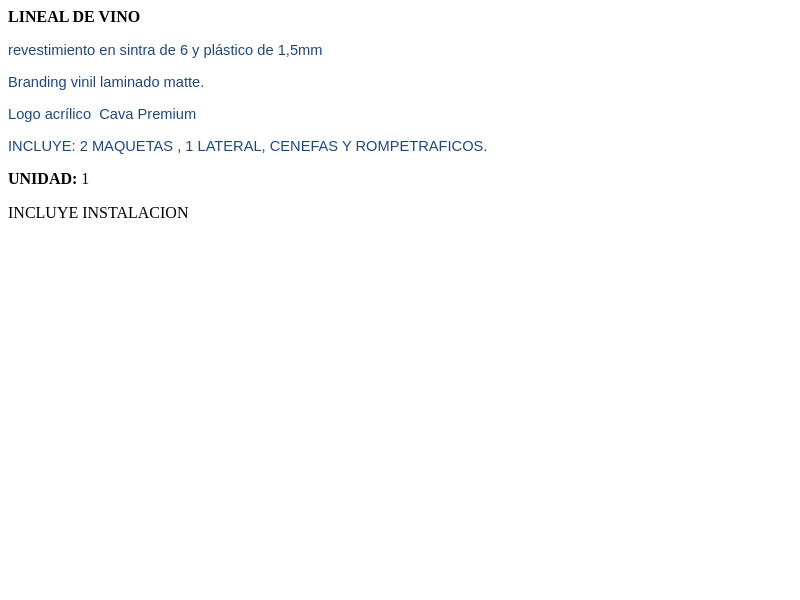 LINEAL DE VINO
revestimiento en sintra de 6 y plástico de 1,5mm
Branding vinil laminado matte.
Logo acrílico  Cava Premium
INCLUYE: 2 MAQUETAS , 1 LATERAL, CENEFAS Y ROMPETRAFICOS.
UNIDAD: 1
INCLUYE INSTALACION